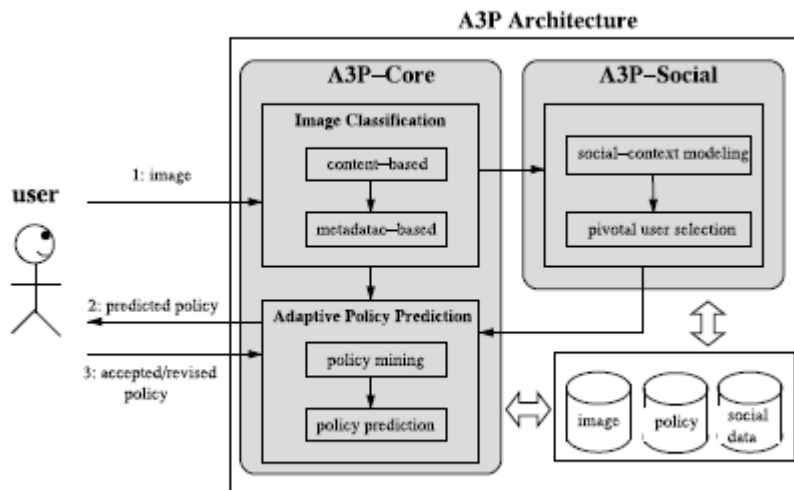 A3P Architecture
A3P–Core
A3P–Social
Image Classification
content–based
metadatac–based
social–context modeling
pivotal user selection
user
1: image
2: predicted policy
3: accepted/revised
policy
Adaptive Policy Prediction
policy mining
policy prediction
image
policy
social
data